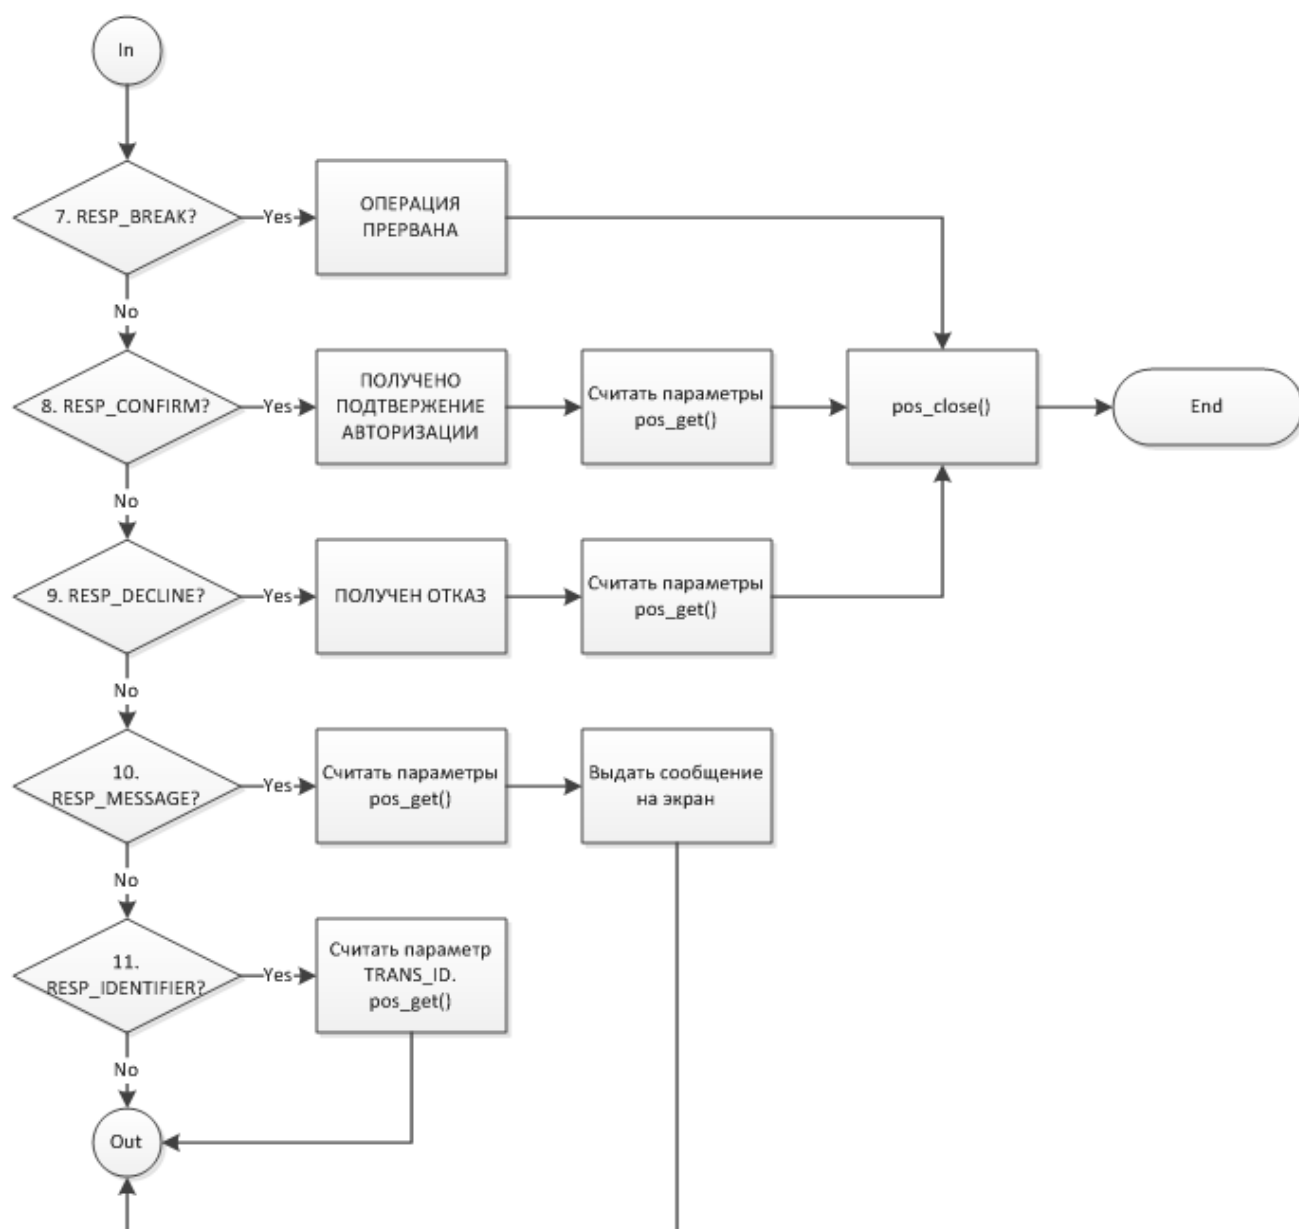 In
7. RESP_BREAK?
Yes
ОПЕРАЦИЯ
ПРЕРВАНА
No
8. RESP_CONFIRM?
Yes
ПОЛУЧЕНО
ПОДТВЕРЖЕНИЕ
АВТОРИЗАЦИИ
Считать параметры
pos_get()
pos_close()
End
No
9. RESP_DECLINE?
Yes
ПОЛУЧЕН ОТКАЗ
Считать параметры
pos_get()
No
10.
RESP_MESSAGE?
Yes
Считать параметры
pos_get()
Выдать сообщение
на экран
No
11.
RESP_IDENTIFIER?
Yes
Считать параметр
TRANS_ID.
pos_get()
No
Out